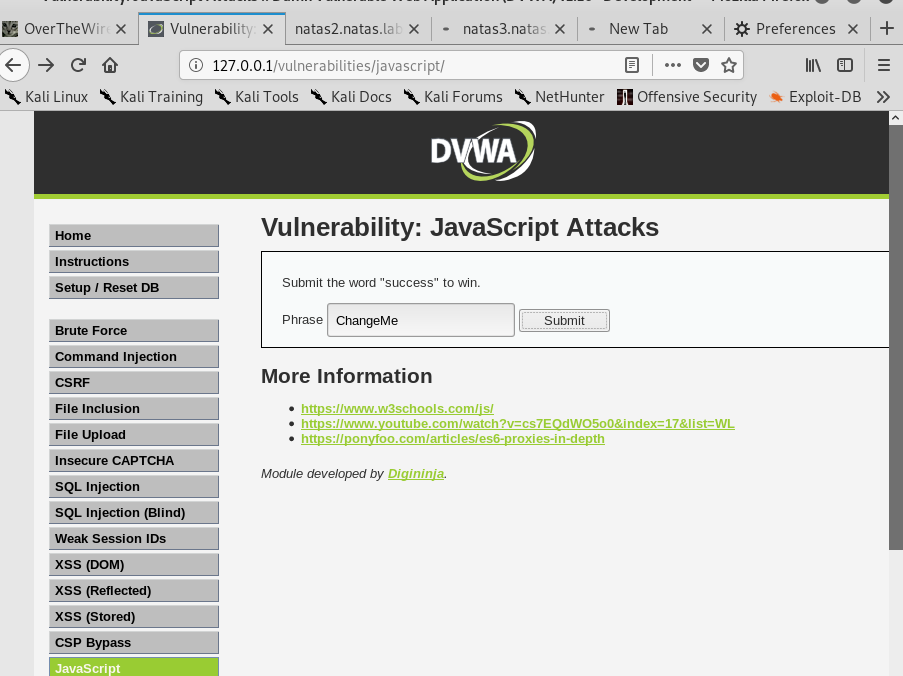 OverTheWire
Vulnerability:
natas2.natas.lab
natas3.natas
New Tab
Preferences
127.0.0.1/vulnerabilities/javascript/
Kali Linux
Kali Training
Kali Tools
Kali Docs
Kali Forums
NetHunter
Offensive Security
Exploit-DB
DVWA
Home
Instructions
Setup / Reset DB
Brute Force
Command Injection
CSRF
File Inclusion
File Upload
Insecure CAPTCHA
SQL Injection
SQL Injection (Blind)
Weak Session IDs
XSS (DOM)
XSS (Reflected)
XSS (Stored)
CSP Bypass
JavaScript
Vulnerability: JavaScript Attacks
Submit the word "success" to win.
Phrase ChangeMe Submit
More Information
https://www.w3schools.com/js/
https://www.youtube.com/watch?v=cs7EQdWO5o0&index=17&list=WL
https://ponyfoo.com/articles/es6-proxies-in-depth
Module developed by Digininja.